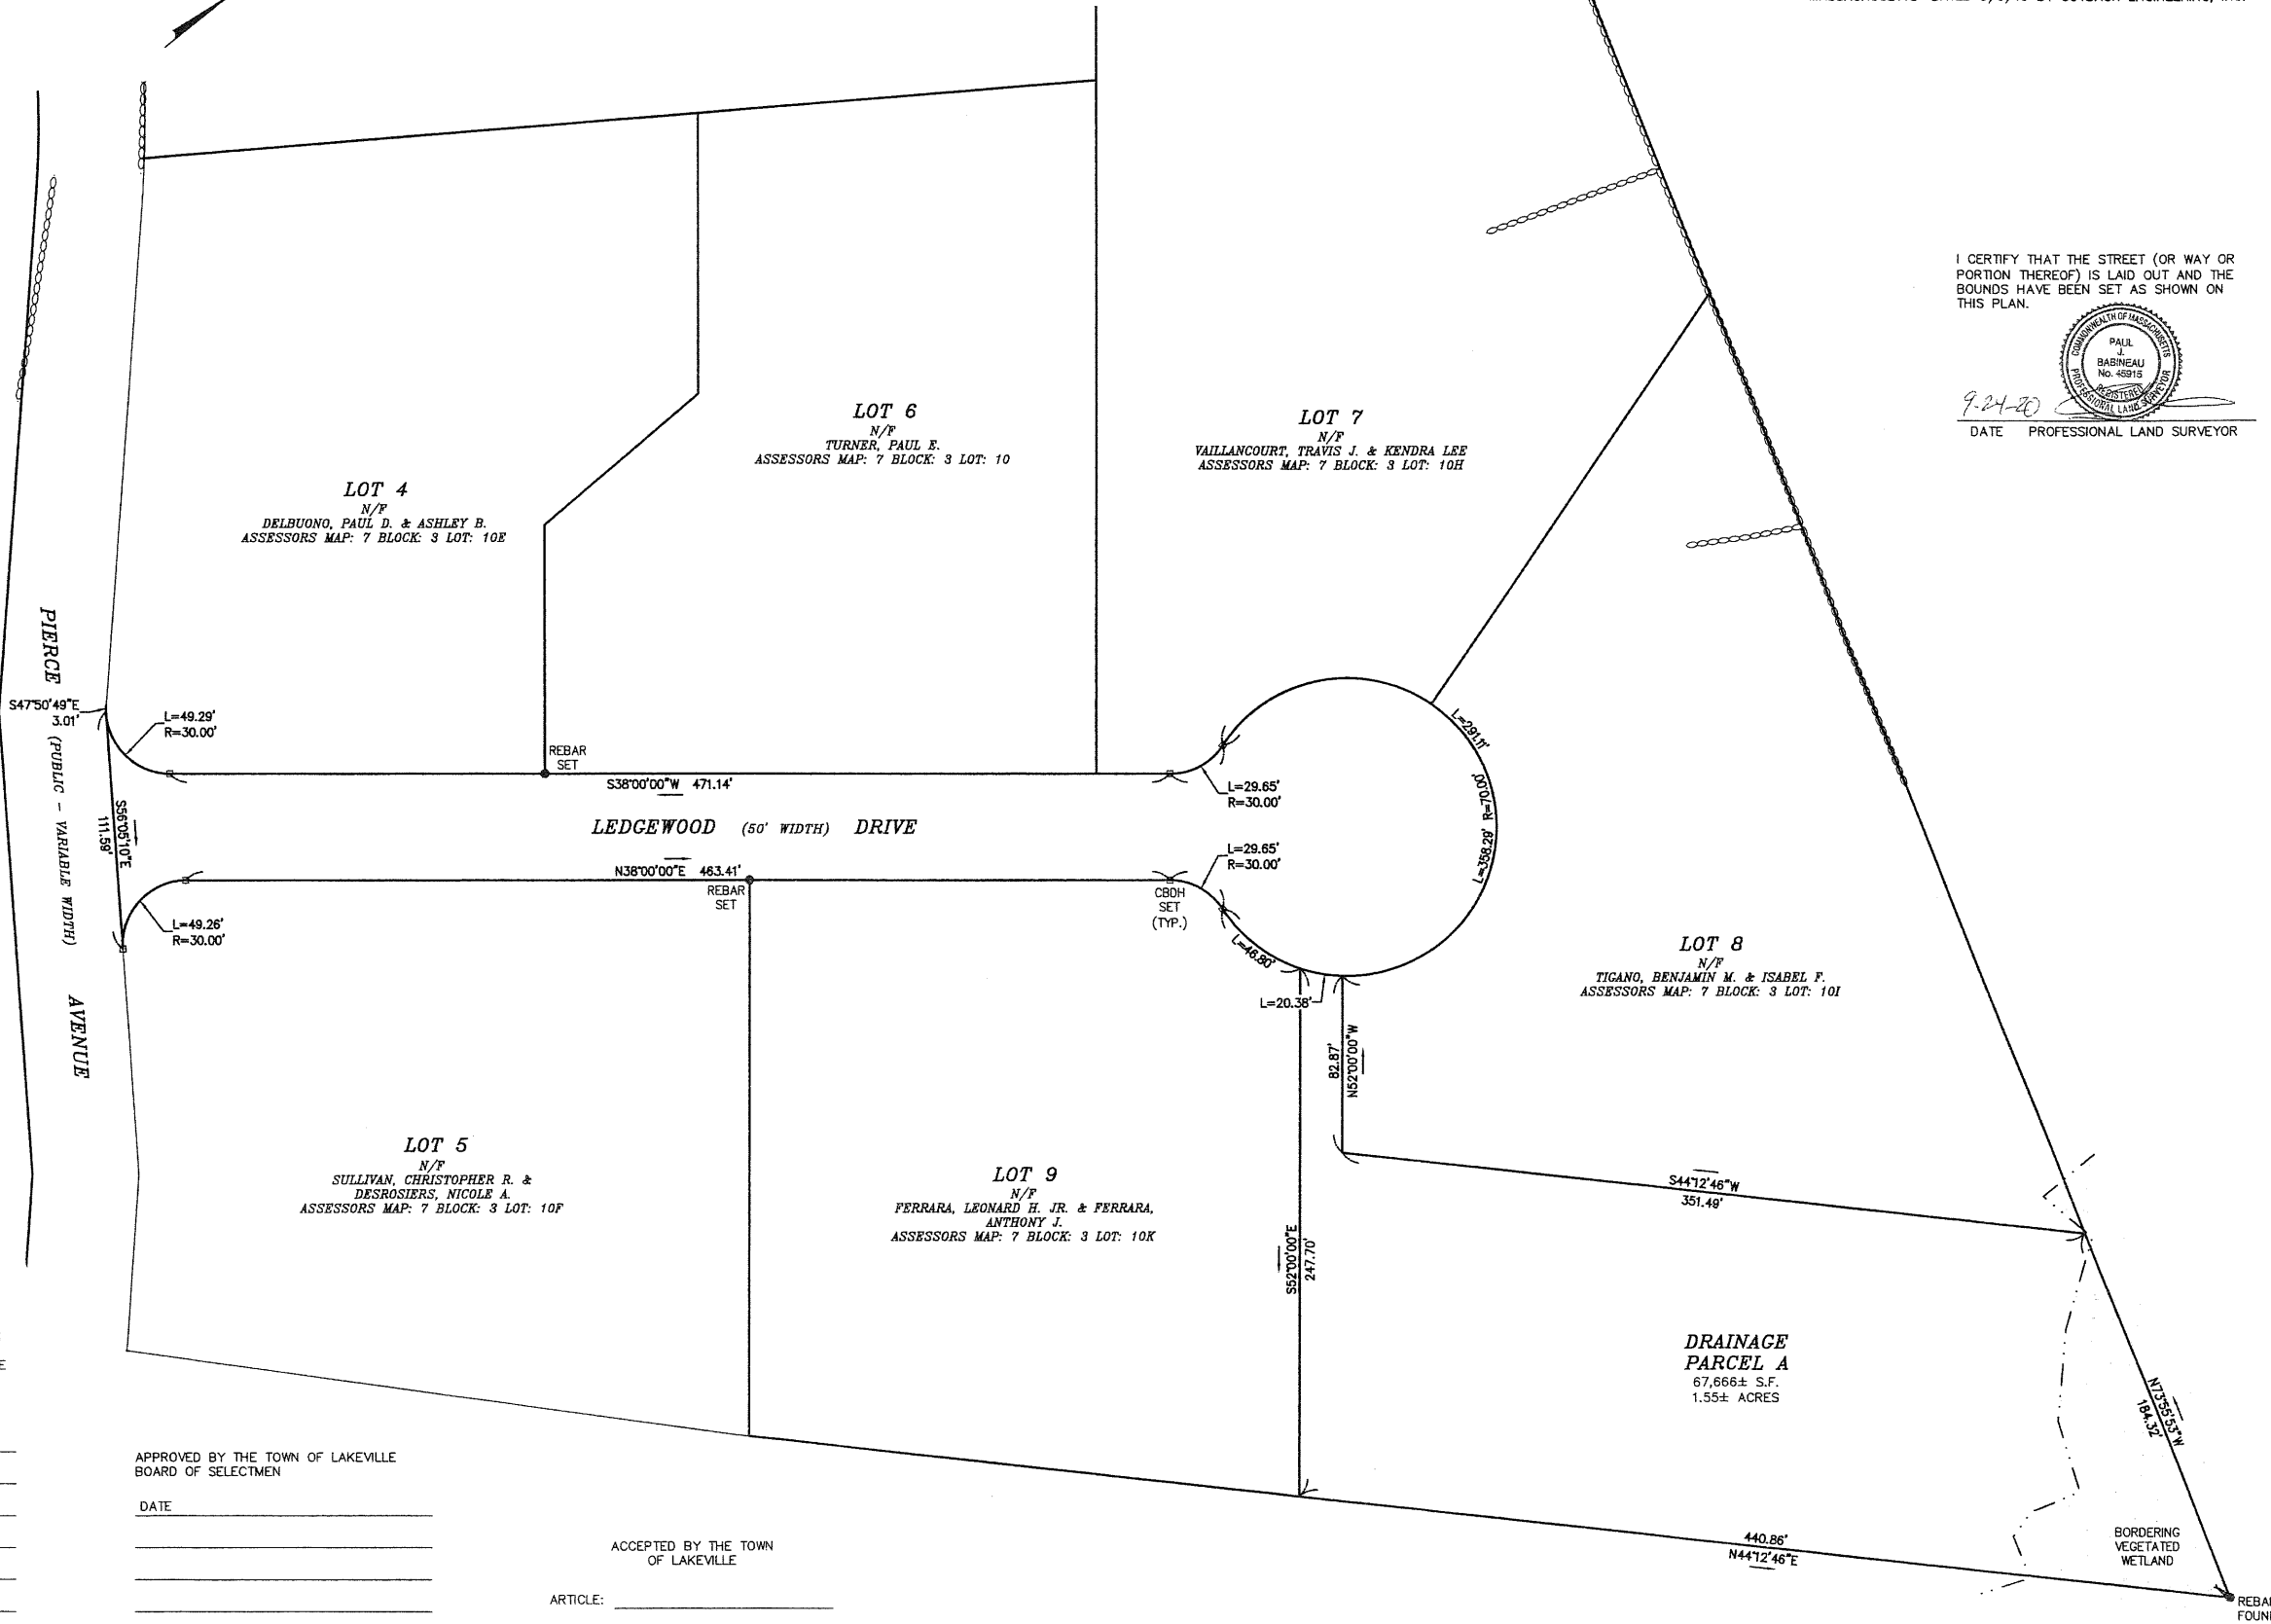 I CERTIFY THAT THE STREET (OR WAY OR
PORTION THEREOF) IS LAID OUT AND THE
BOUNDS HAVE BEEN SET AS SHOWN ON
THIS PLAN.
COMMONWEALTH OF MASSACHUSETTS
PAUL
J.
BABINEAU
No. 45915
REGISTERED
PROFESSIONAL LAND SURVEYOR
9-24-20
DATE PROFESSIONAL LAND SURVEYOR
LOT 6
N/F
TURNER, PAUL E.
ASSESSORS MAP: 7 BLOCK: 3 LOT: 10
LOT 7
N/F
VAILLANCOURT, TRAVIS J. & KENDRA LEE
ASSESSORS MAP: 7 BLOCK: 3 LOT: 10H
LOT 4
N/F
DELBUONO, PAUL D. & ASHLEY B.
ASSESSORS MAP: 7 BLOCK: 3 LOT: 10E
PIERCE (PUBLIC - VARIABLE WIDTH) AVENUE
S47°50'49"E
3.01'
L=49.29'
R=30.00'
REBAR
SET
S38°00'00"W 471.14'
L=29.65'
R=30.00'
L=291.11'
L=358.29' R=70.00'
S56°05'10"E
111.59'
LEDGEWOOD (50' WIDTH) DRIVE
L=29.65'
R=30.00'
N38°00'00"E 463.41'
REBAR
SET
CBDH
SET
(TYP.)
L=49.26'
R=30.00'
L=46.80'
L=20.38'
LOT 8
N/F
TIGANO, BENJAMIN M. & ISABEL F.
ASSESSORS MAP: 7 BLOCK: 3 LOT: 10I
82.87'
N52°00'00"W
LOT 5
N/F
SULLIVAN, CHRISTOPHER R. &
DESROSIERS, NICOLE A.
ASSESSORS MAP: 7 BLOCK: 3 LOT: 10F
LOT 9
N/F
FERRARA, LEONARD H. JR. & FERRARA,
ANTHONY J.
ASSESSORS MAP: 7 BLOCK: 3 LOT: 10K
S44°12'46"W
351.49'
S52°00'00"E
247.70'
DRAINAGE
PARCEL A
67,666± S.F.
1.55± ACRES
N73°55'53"W
184.32'
APPROVED BY THE TOWN OF LAKEVILLE
BOARD OF SELECTMEN
DATE
ACCEPTED BY THE TOWN
OF LAKEVILLE
ARTICLE:
440.86'
N44°12'46"E
BORDERING
VEGETATED
WETLAND